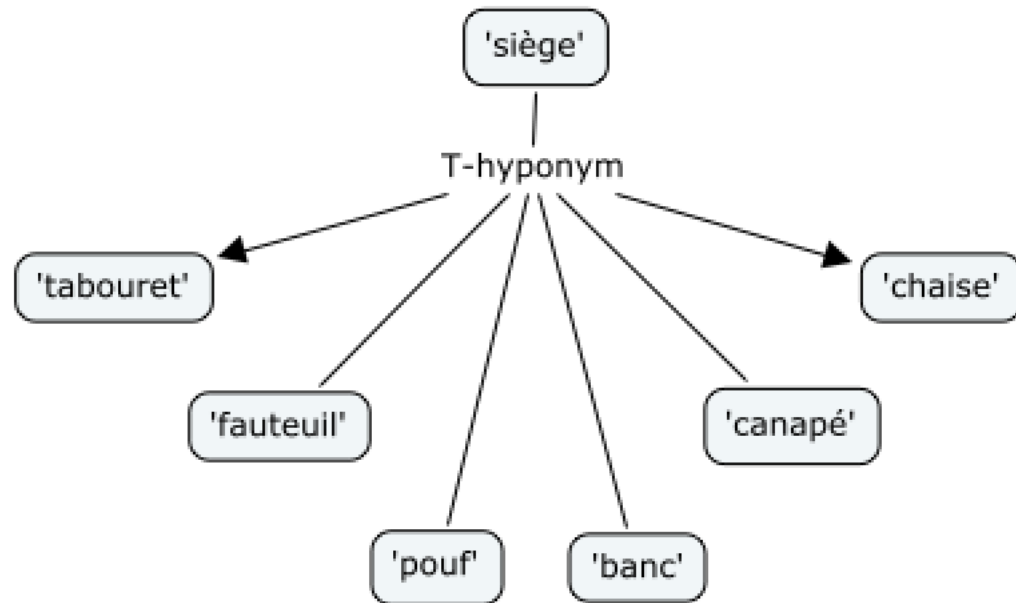 'siège'
T-hyponym
'tabouret'
'chaise'
'fauteuil'
'canapé'
'pouf'
'banc'